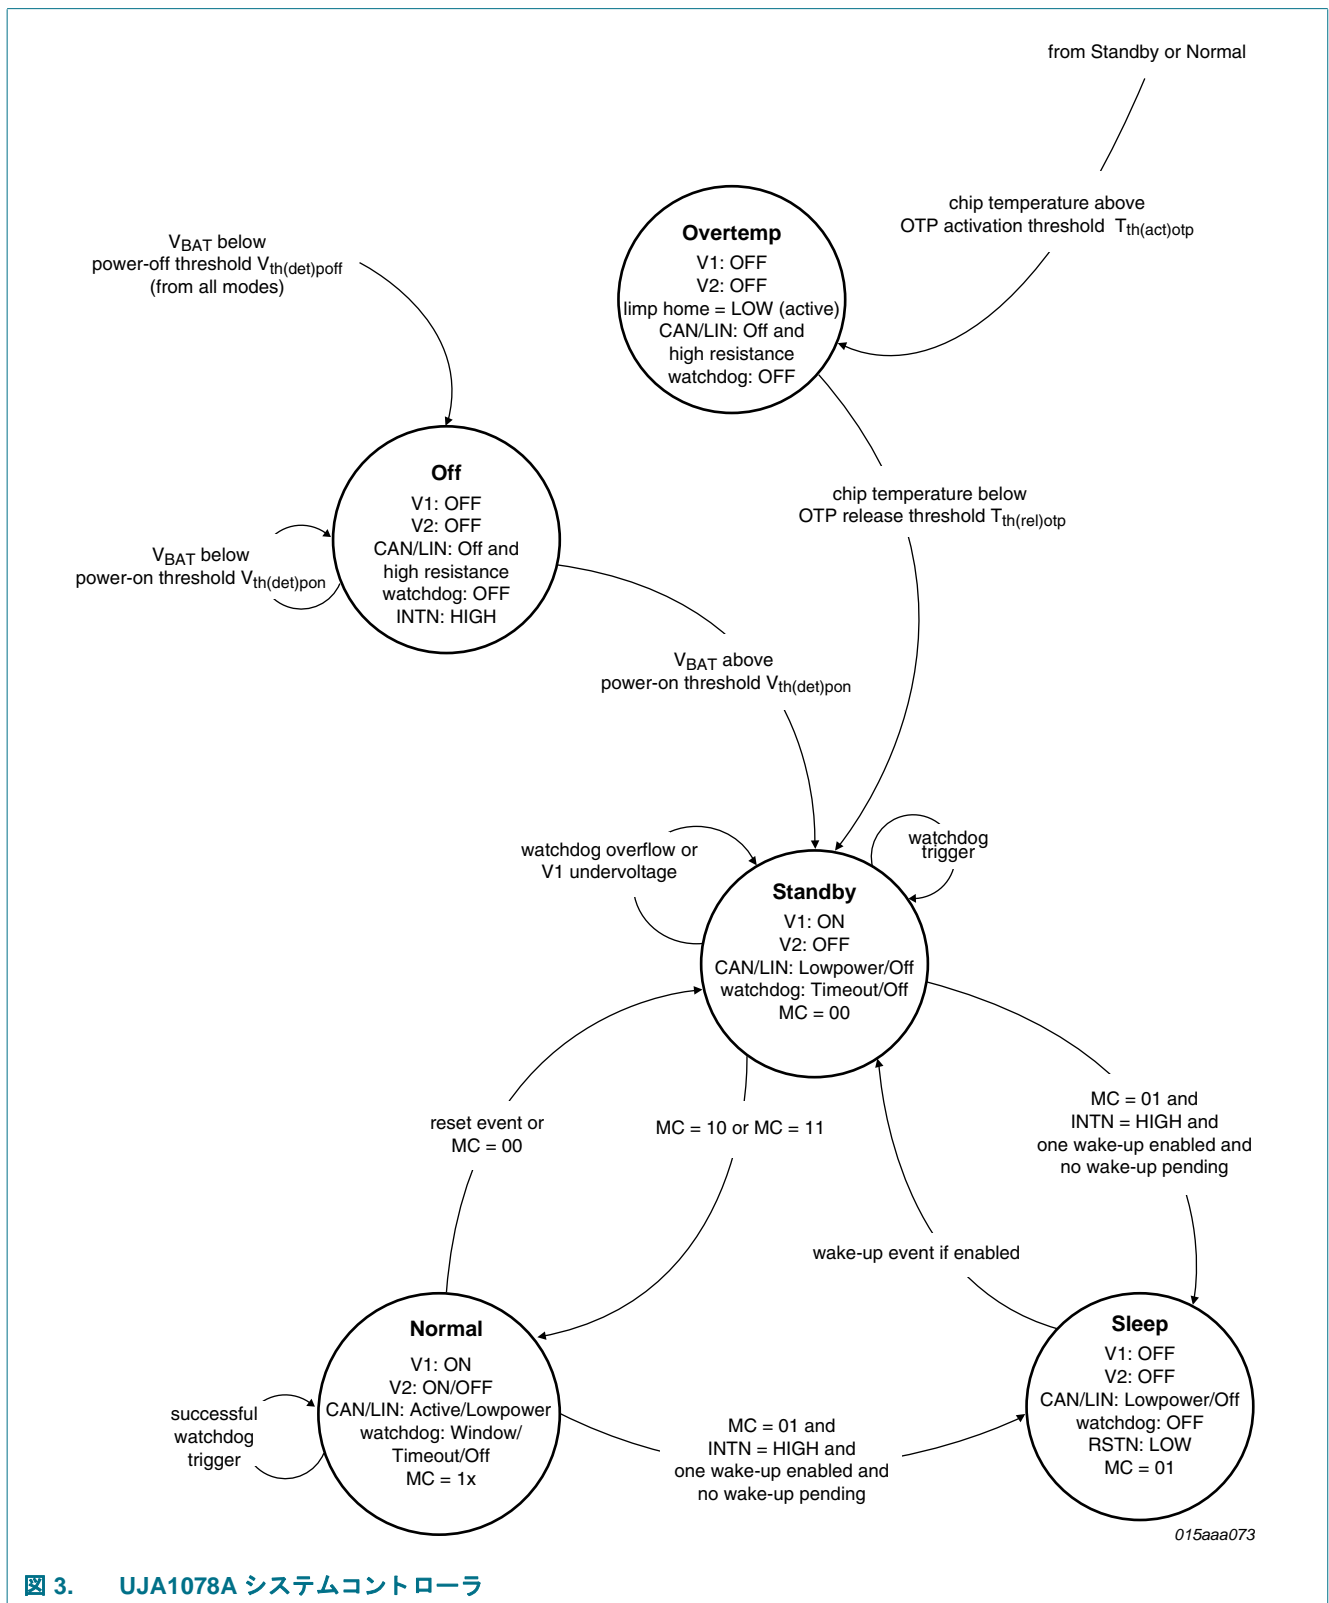 from Standby or Normal
chip temperature above
OTP activation threshold Tth(act)otp
Overtemp
V1: OFF
V2: OFF
limp home = LOW (active)
CAN/LIN: Off and
high resistance
watchdog: OFF
VBAT below
power-off threshold Vth(det)poff
(from all modes)
Off
V1: OFF
V2: OFF
CAN/LIN: Off and
high resistance
watchdog: OFF
INTN: HIGH
VBAT below
power-on threshold Vth(det)pon
chip temperature below
OTP release threshold Tth(rel)otp
VBAT above
power-on threshold Vth(det)pon
watchdog overflow or
V1 undervoltage
watchdog
trigger
Standby
V1: ON
V2: OFF
CAN/LIN: Lowpower/Off
watchdog: Timeout/Off
MC = 00
reset event or
MC = 00
MC = 10 or MC = 11
MC = 01 and
INTN = HIGH and
one wake-up enabled and
no wake-up pending
wake-up event if enabled
Normal
V1: ON
V2: ON/OFF
CAN/LIN: Active/Lowpower
watchdog: Window/
Timeout/Off
MC = 1x
successful
watchdog
trigger
MC = 01 and
INTN = HIGH and
one wake-up enabled and
no wake-up pending
Sleep
V1: OFF
V2: OFF
CAN/LIN: Lowpower/Off
watchdog: OFF
RSTN: LOW
MC = 01
015aaa073
図 3. UJA1078A システムコントローラ